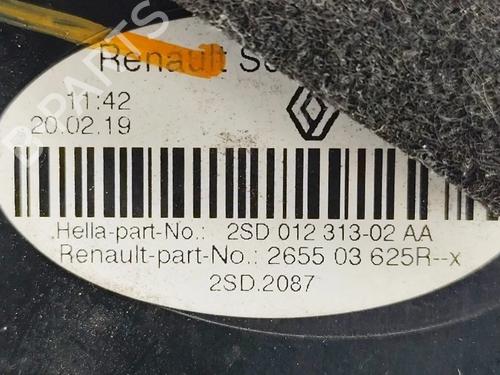 Renault
11:42
20.02.19
Hella-part-No.: 2SD 012 313-02 AA
Renault-part-No.: 2655 03 625R--x
2SD.2087
B-PARTS